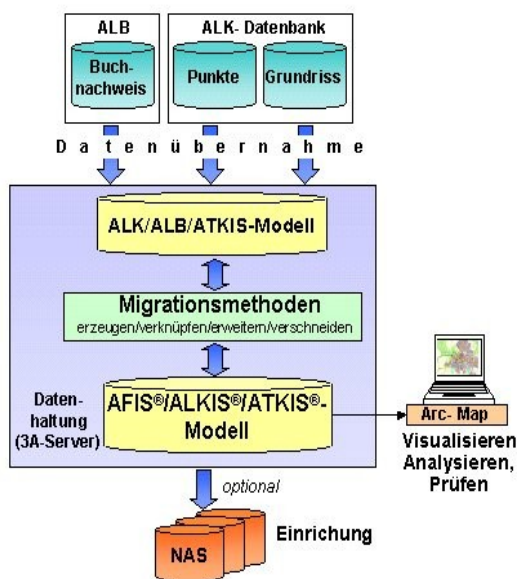 ALB
ALK- Datenbank
Buch-
nachweis
Punkte
Grundriss
Datenübernahme
ALK/ALB/ATKIS-Modell
Migrationsmethoden
erzeugen/verknüpfen/erweitern/verschneiden
Daten-
haltung
(3A-Server)
AFIS®/ALKIS®/ATKIS®-
Modell
Arc- Map
Visualisieren
Analysieren,
Prüfen
optional
NAS
Einrichung